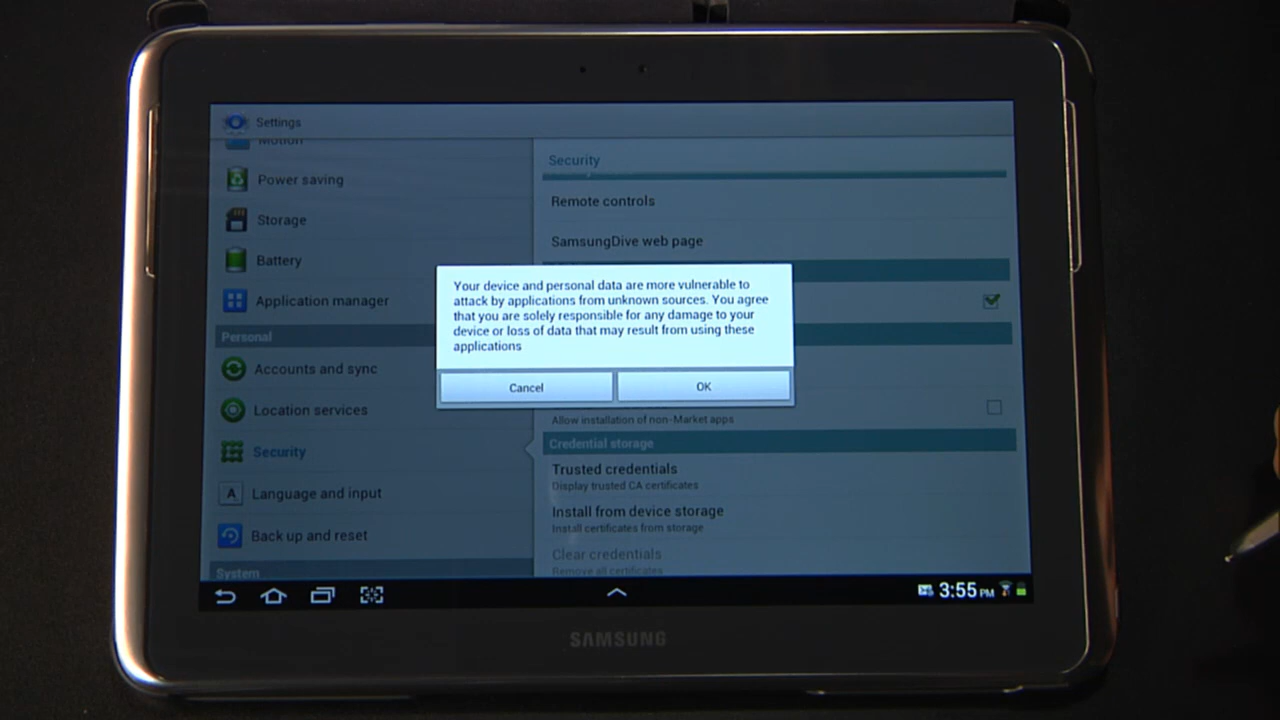 Settings
Motion
Power saving
Storage
Battery
Application manager
Personal
Accounts and sync
Location services
Security
Language and input
Back up and reset
System
Security
Remote controls
SamsungDive web page
Your device and personal data are more vulnerable to
attack by applications from unknown sources. You agree
that you are solely responsible for any damage to your
device or loss of data that may result from using these
applications
Cancel
OK
Allow installation of non-Market apps
Credential storage
Trusted credentials
Display trusted CA certificates
Install from device storage
Install certificates from storage
Clear credentials
Remove all certificates
3:55 PM
SAMSUNG